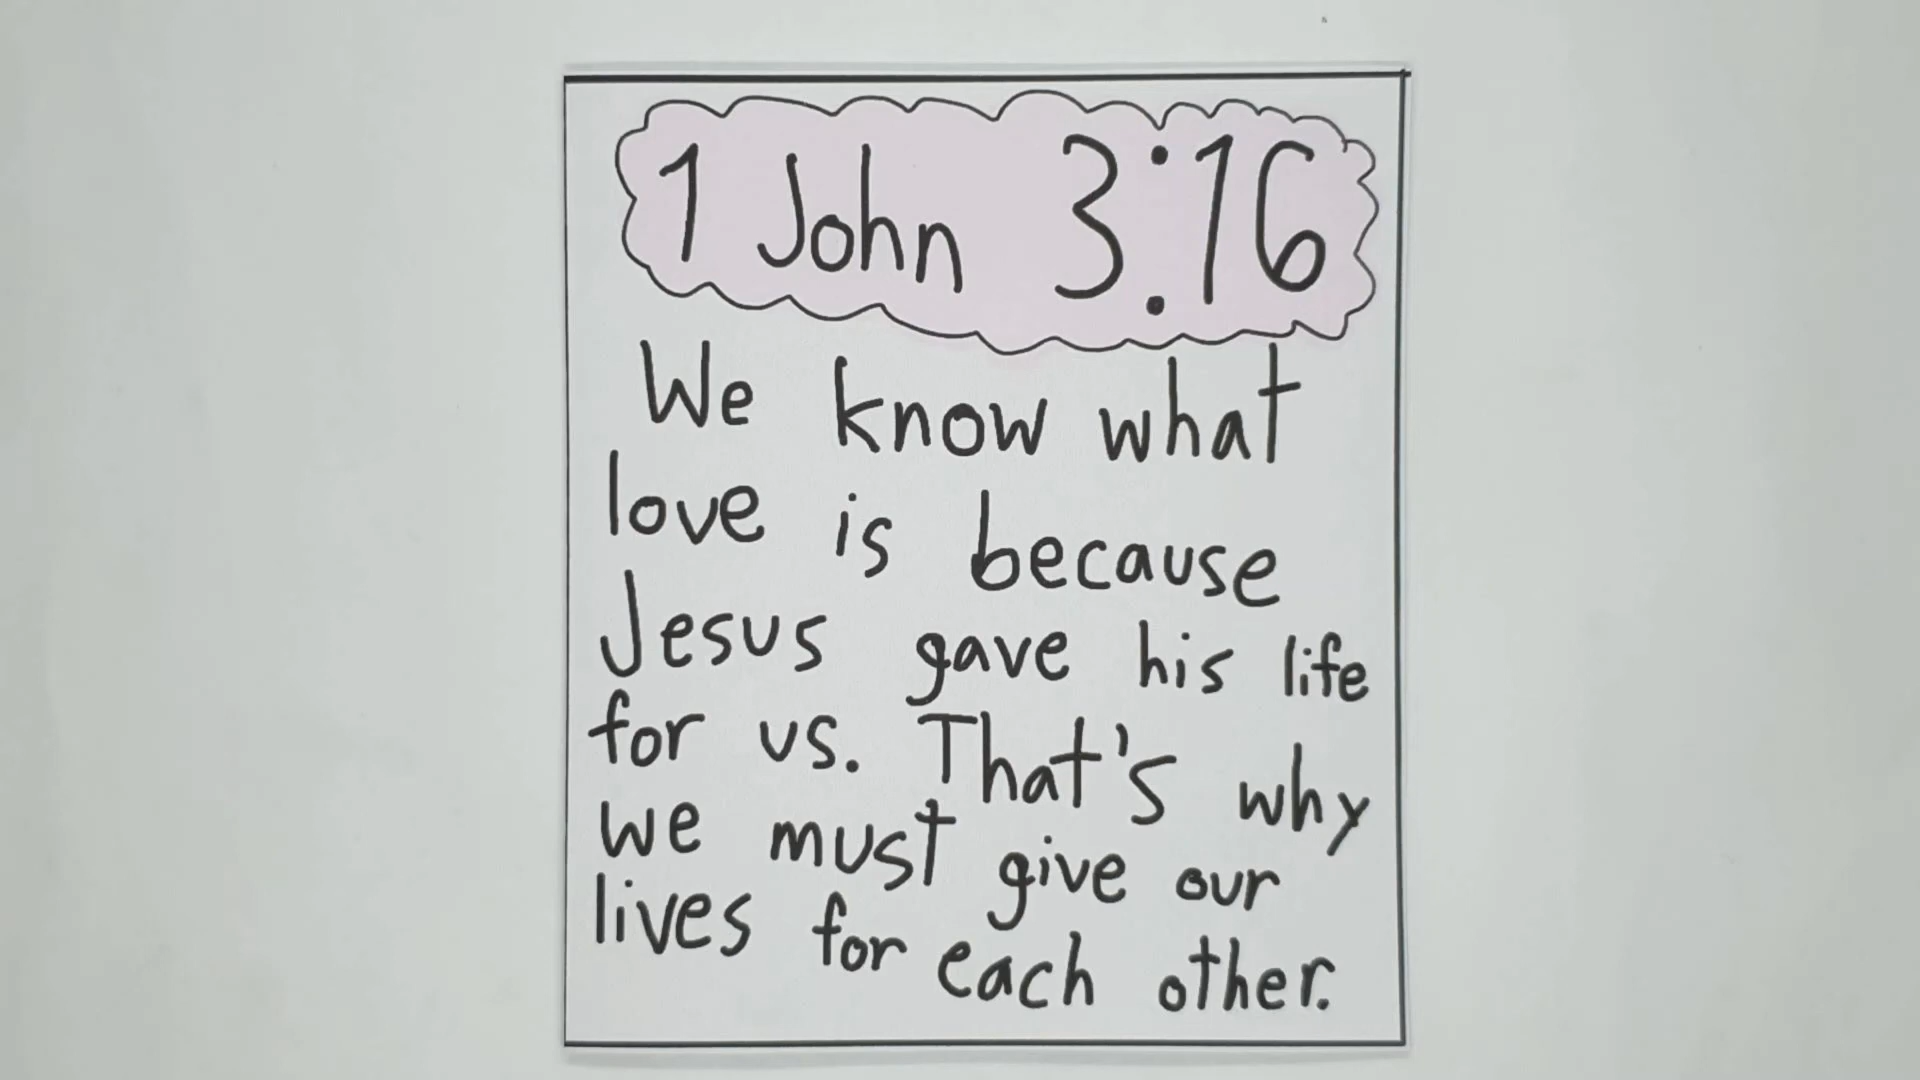 1 John 3:16
We know what
love is because
Jesus gave his life
for us. That's why
we must give our
lives for each other.